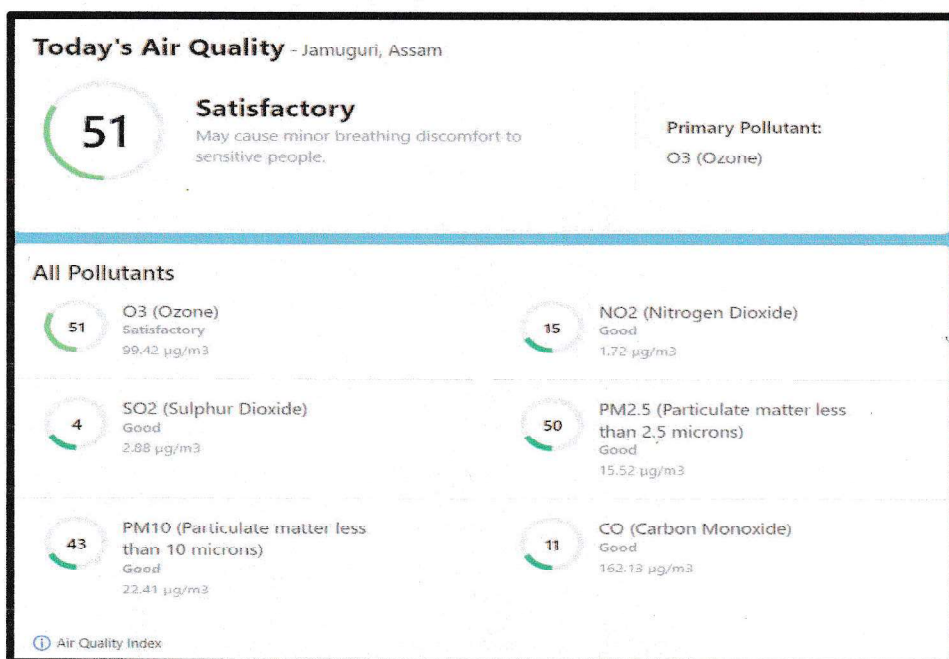 Today's Air Quality - Jamuguri, Assam
51
Satisfactory
May cause minor breathing discomfort to
sensitive people.
Primary Pollutant:
O3 (Ozone)
All Pollutants
51
O3 (Ozone)
Satisfactory
99.42 µg/m3
15
NO2 (Nitrogen Dioxide)
Good
1.72 µg/m3
4
SO2 (Sulphur Dioxide)
Good
2.88 µg/m3
50
PM2.5 (Particulate matter less
than 2.5 microns)
Good
15.52 µg/m3
43
PM10 (Particulate matter less
than 10 microns)
Good
22.41 µg/m3
11
CO (Carbon Monoxide)
Good
162.13 µg/m3
Air Quality Index